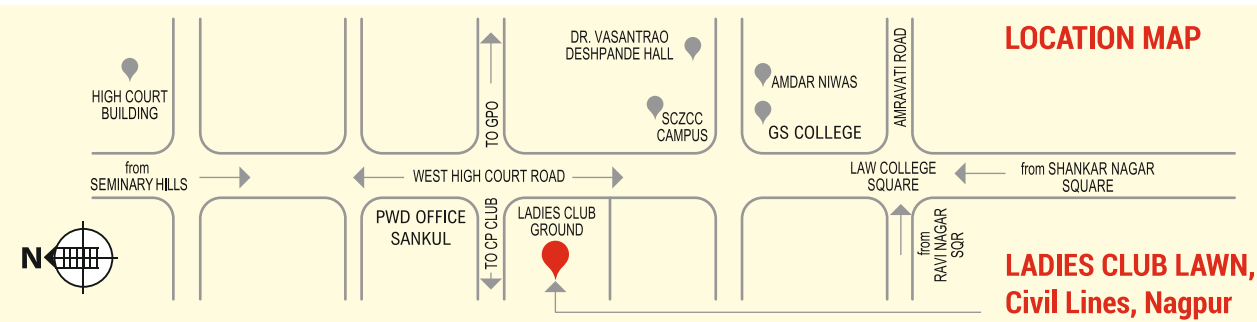 LOCATION MAP
HIGH COURT
BUILDING
TO GPO
DR. VASANTRAO
DESHPANDE HALL
SCZCC
CAMPUS
AMDAR NIWAS
GS COLLEGE
AMRAVATI ROAD
from
SEMINARY HILLS
WEST HIGH COURT ROAD
LAW COLLEGE
SQUARE
from SHANKAR NAGAR
SQUARE
N
PWD OFFICE
SANKUL
TO CP CLUB
LADIES CLUB
GROUND
from
RAVI NAGAR
SQR
LADIES CLUB LAWN,
Civil Lines, Nagpur